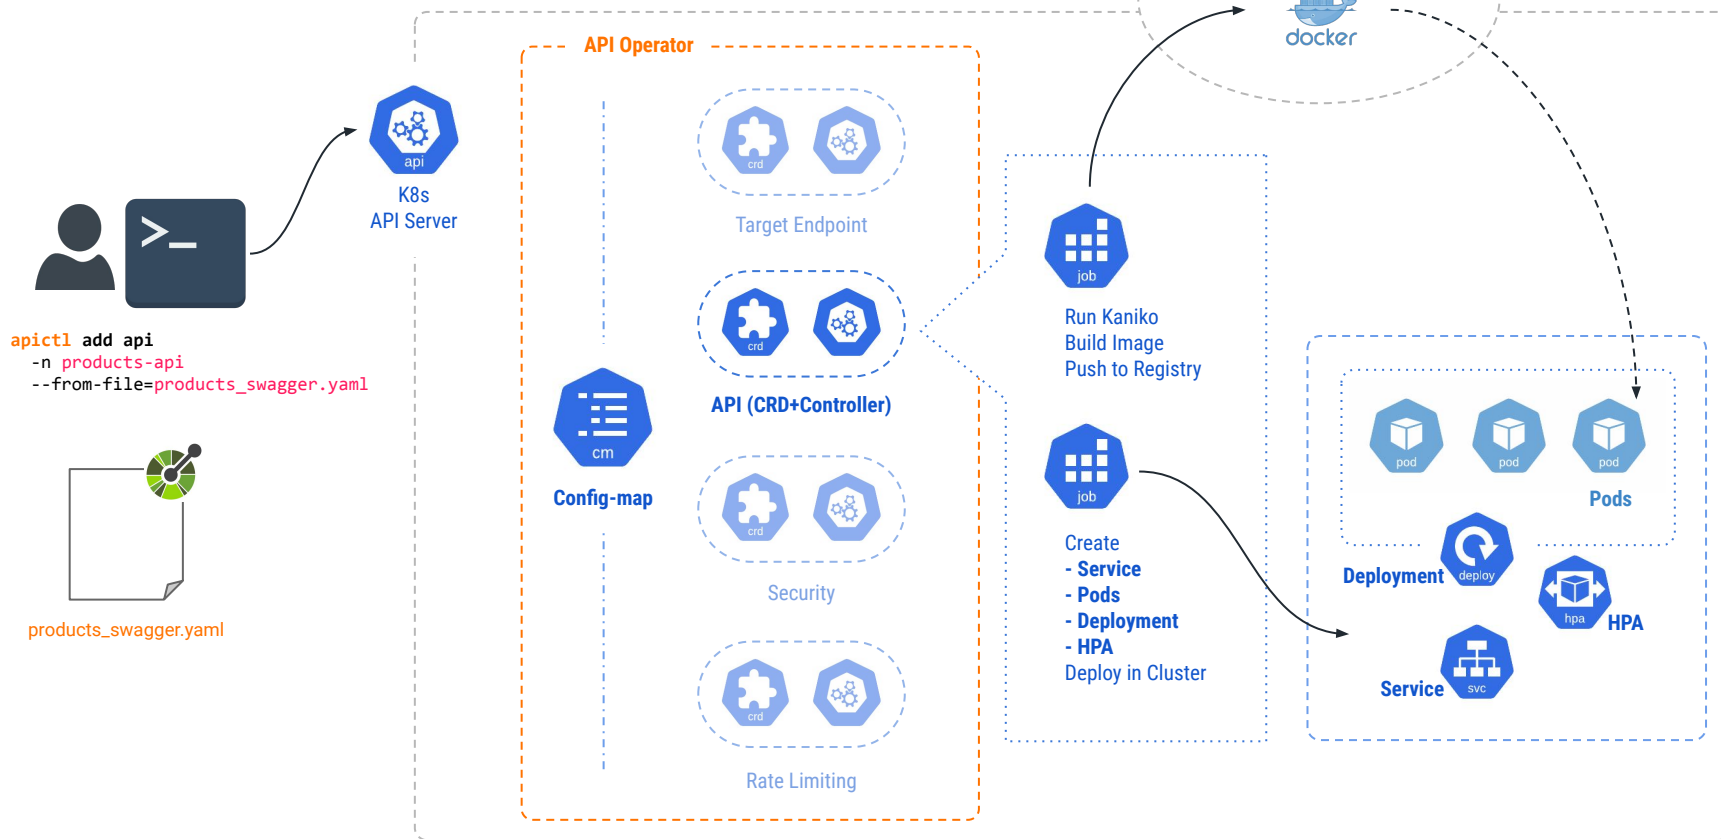 docker
API Operator
api
K8s
API Server
crd
Target Endpoint
>_
apictl add api
-n products-api
--from-file=products_swagger.yaml
products_swagger.yaml
cm
Config-map
crd
API (CRD+Controller)
crd
Security
crd
Rate Limiting
job
Run Kaniko
Build Image
Push to Registry
job
Create
- Service
- Pods
- Deployment
- HPA
Deploy in Cluster
pod
pod
pod
Pods
Deployment
deploy
hpa
HPA
Service
svc